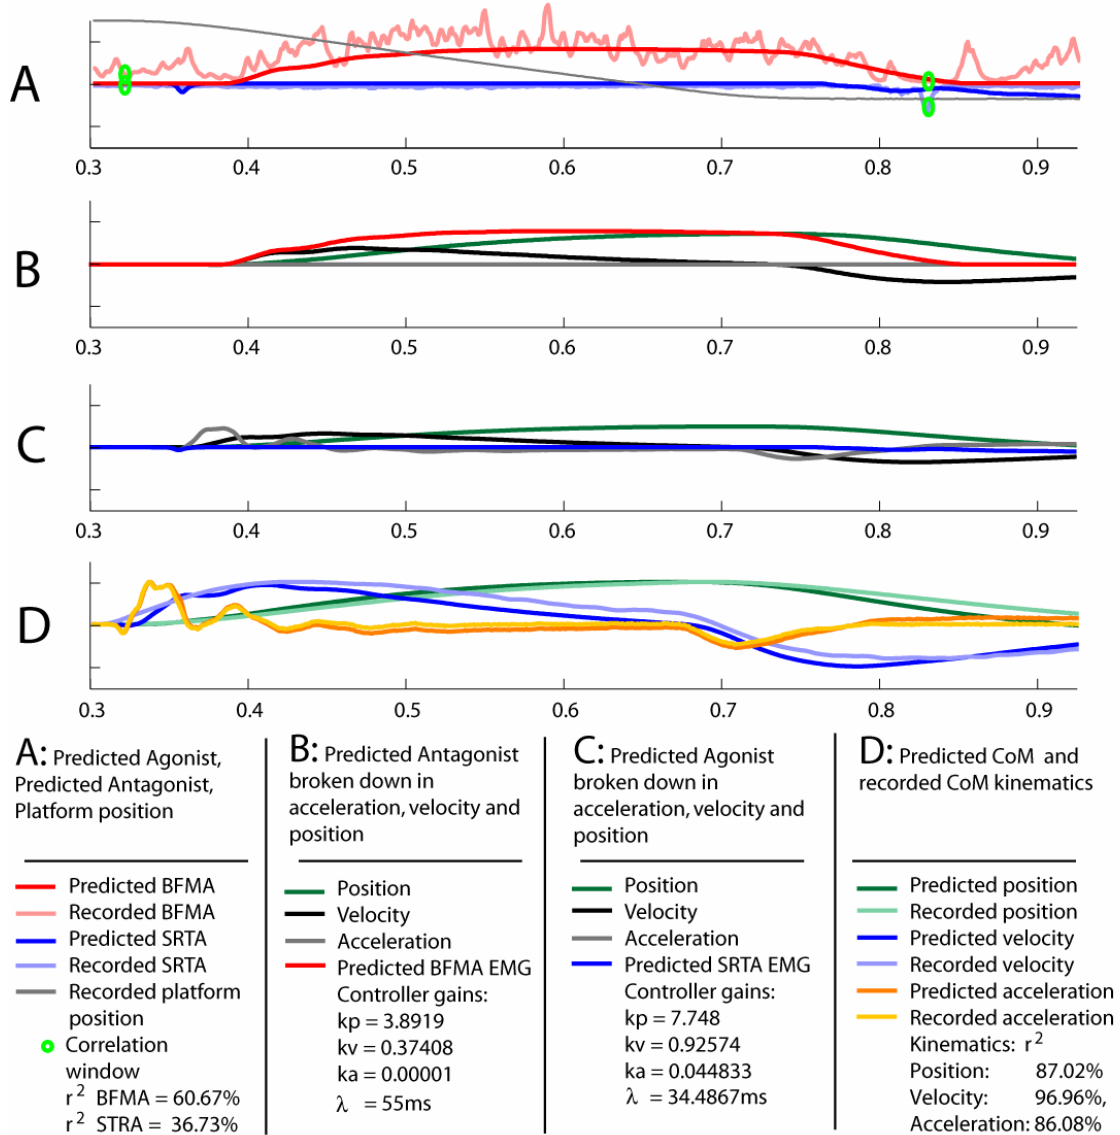 A
0.3 0.4 0.5 0.6 0.7 0.8 0.9
B
0.3 0.4 0.5 0.6 0.7 0.8 0.9
C
0.3 0.4 0.5 0.6 0.7 0.8 0.9
D
0.3 0.4 0.5 0.6 0.7 0.8 0.9
A: Predicted Agonist,
Predicted Antagonist,
Platform position
Predicted BFMA
Recorded BFMA
Predicted SRTA
Recorded SRTA
Recorded platform
position
Correlation
window
r² BFMA = 60.67%
r² STRA = 36.73%
B: Predicted Antagonist
broken down in
acceleration, velocity and
position
Position
Velocity
Acceleration
Predicted BFMA EMG
Controller gains:
kp = 3.8919
kv = 0.37408
ka = 0.00001
λ = 55ms
C: Predicted Agonist
broken down in
acceleration, velocity and
position
Position
Velocity
Acceleration
Predicted SRTA EMG
Controller gains:
kp = 7.748
kv = 0.92574
ka = 0.044833
λ = 34.4867ms
D: Predicted CoM and
recorded CoM kinematics
Predicted position
Recorded position
Predicted velocity
Recorded velocity
Predicted acceleration
Recorded acceleration
Kinematics: r²
Position: 87.02%
Velocity: 96.96%,
Acceleration: 86.08%